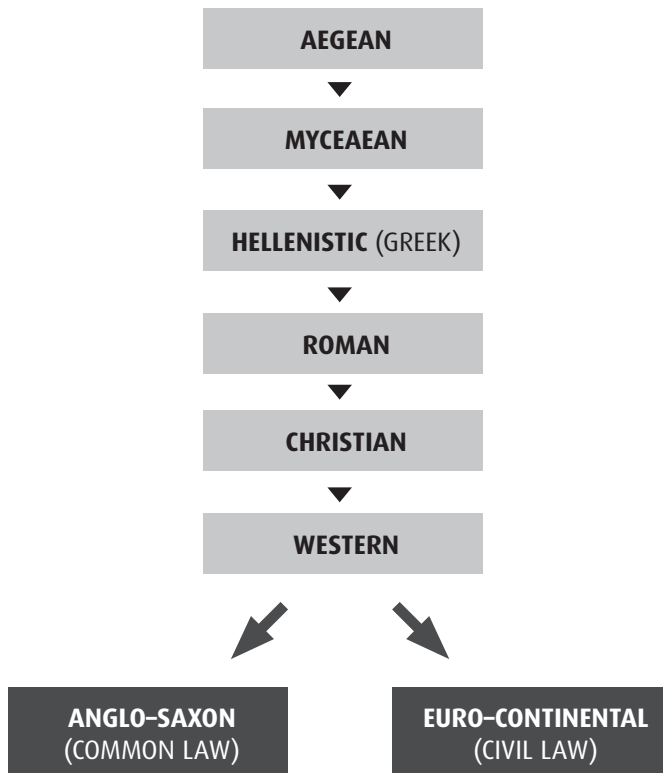 AEGEAN
MYCEAEAN
HELLENISTIC (GREEK)
ROMAN
CHRISTIAN
WESTERN
ANGLO–SAXON
(COMMON LAW)
EURO–CONTINENTAL
(CIVIL LAW)